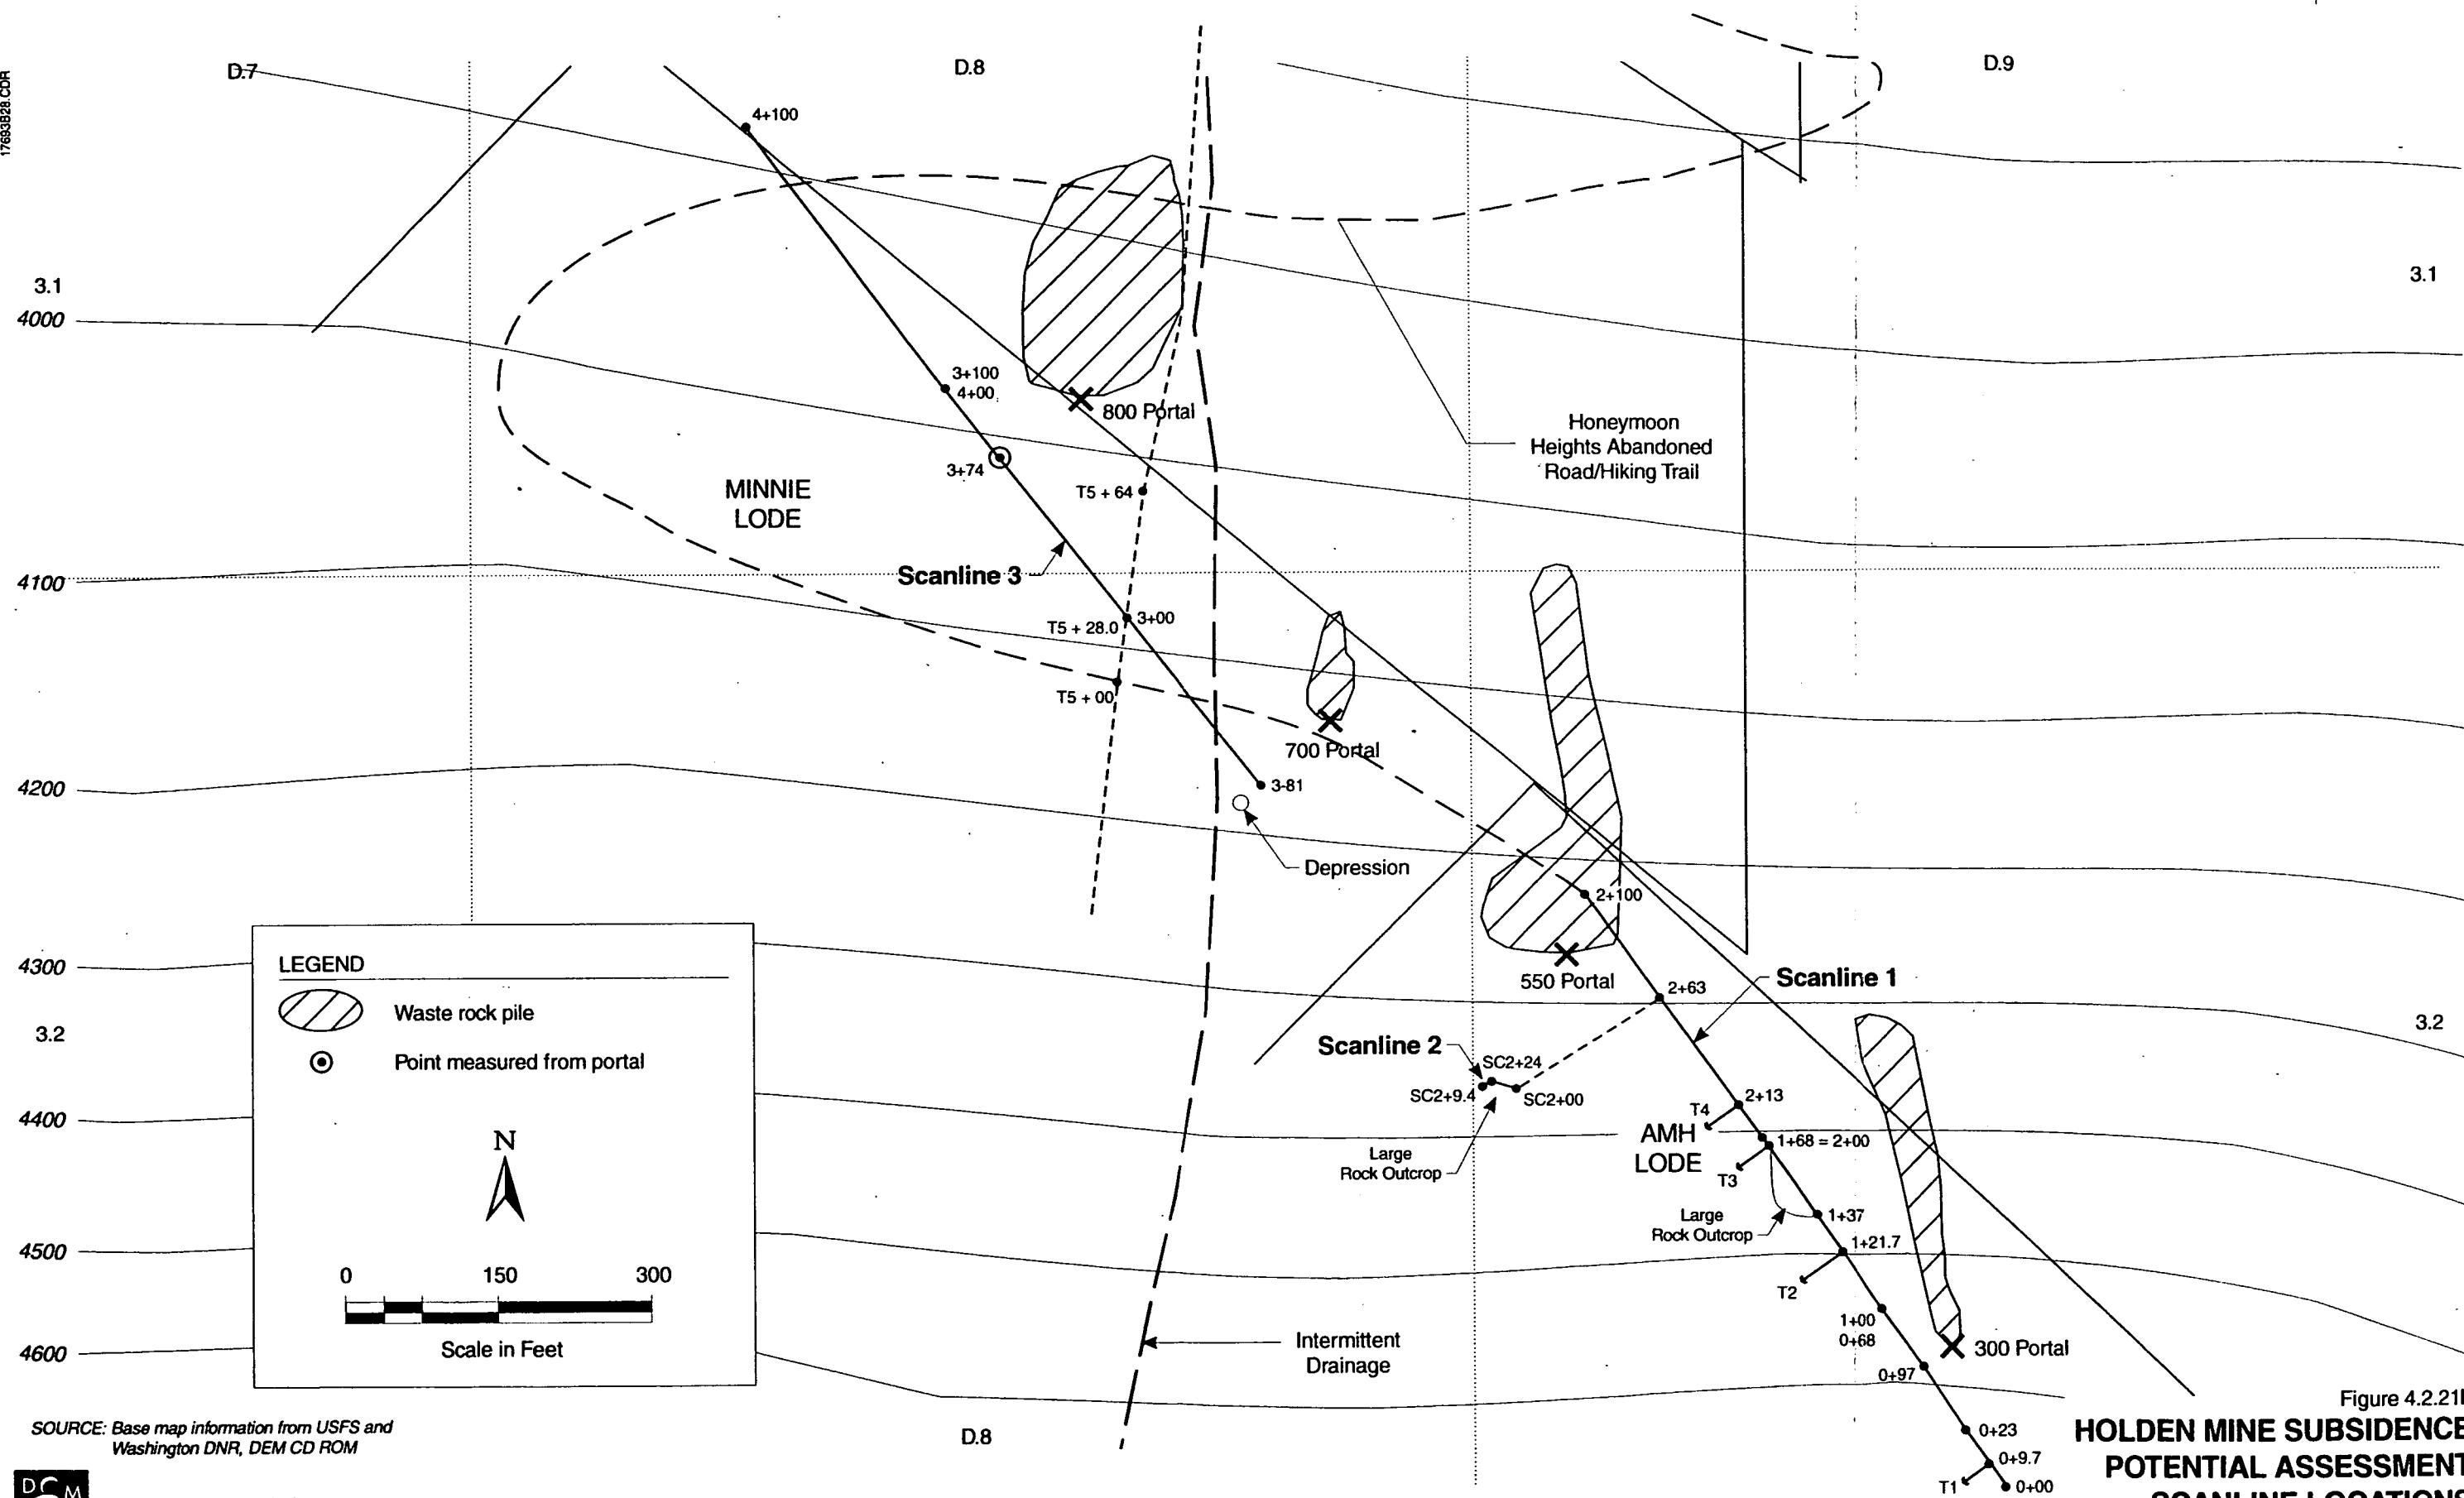 17693B28.CDR
D.7
D.8
D.9
4+100
3.1
3.1
4000
3+100
4+00
800 Portal
Honeymoon
Heights Abandoned
Road/Hiking Trail
3+74
MINNIE
LODE
T5 + 64
Scanline 3
4100
3+00
T5 + 28.0
T5 + 00
700 Portal
3-81
4200
Depression
2+100
4300
LEGEND
Waste rock pile
Point measured from portal
N
0 150 300
Scale in Feet
550 Portal
Scanline 1
2+63
3.2
3.2
Scanline 2
SC2+24
SC2+9.4
SC2+00
2+13
T4
4400
AMH
LODE
1+68 = 2+00
Large
Rock Outcrop
T3
Large
Rock Outcrop
1+37
1+21.7
4500
T2
1+00
0+68
Intermittent
Drainage
300 Portal
4600
0+97
D.8
0+23
0+9.7
T1
0+00
SOURCE: Base map information from USFS and
Washington DNR, DEM CD ROM
Figure 4.2.21
HOLDEN MINE SUBSIDENCE
POTENTIAL ASSESSMENT
SCANLINE LOCATIONS